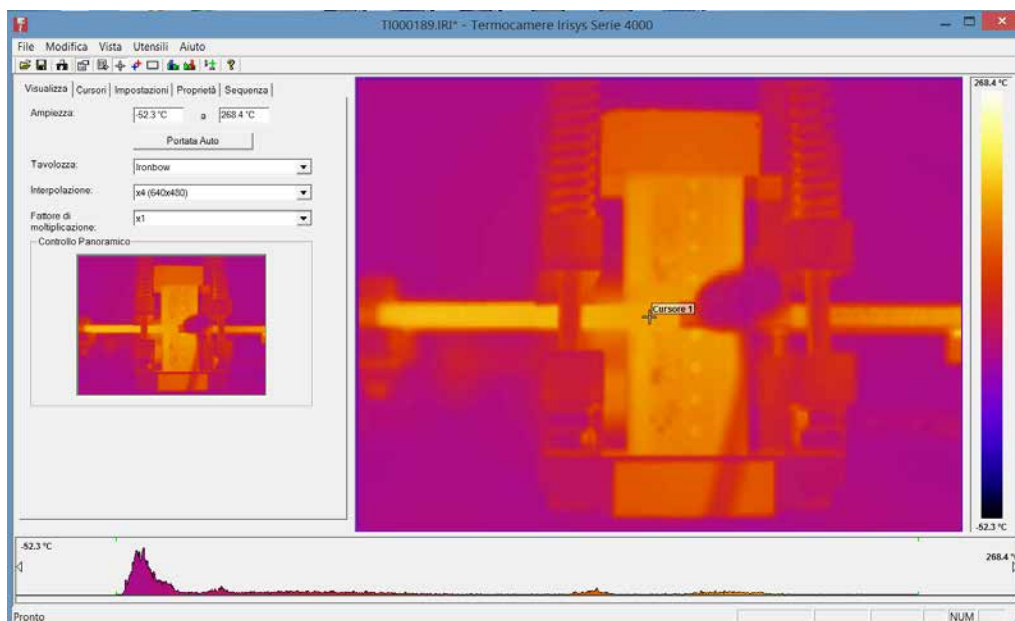 TI000189.IRI* - Termocamere Irisys Serie 4000
File Modifica Vista Utensili Aiuto
Visualizza Cursori Impostazioni Proprietà Sequenza
Ampiezza: -52.3 °C a 268.4 °C
Portata Auto
Tavolozza: Ironbow
Interpolazione: x4 (640x480)
Fattore di
moltiplicazione: x1
Controllo Panoramico
Cursore 1
268.4 °C
-52.3 °C
-52.3 °C
268.4 °
Pronto
NUM